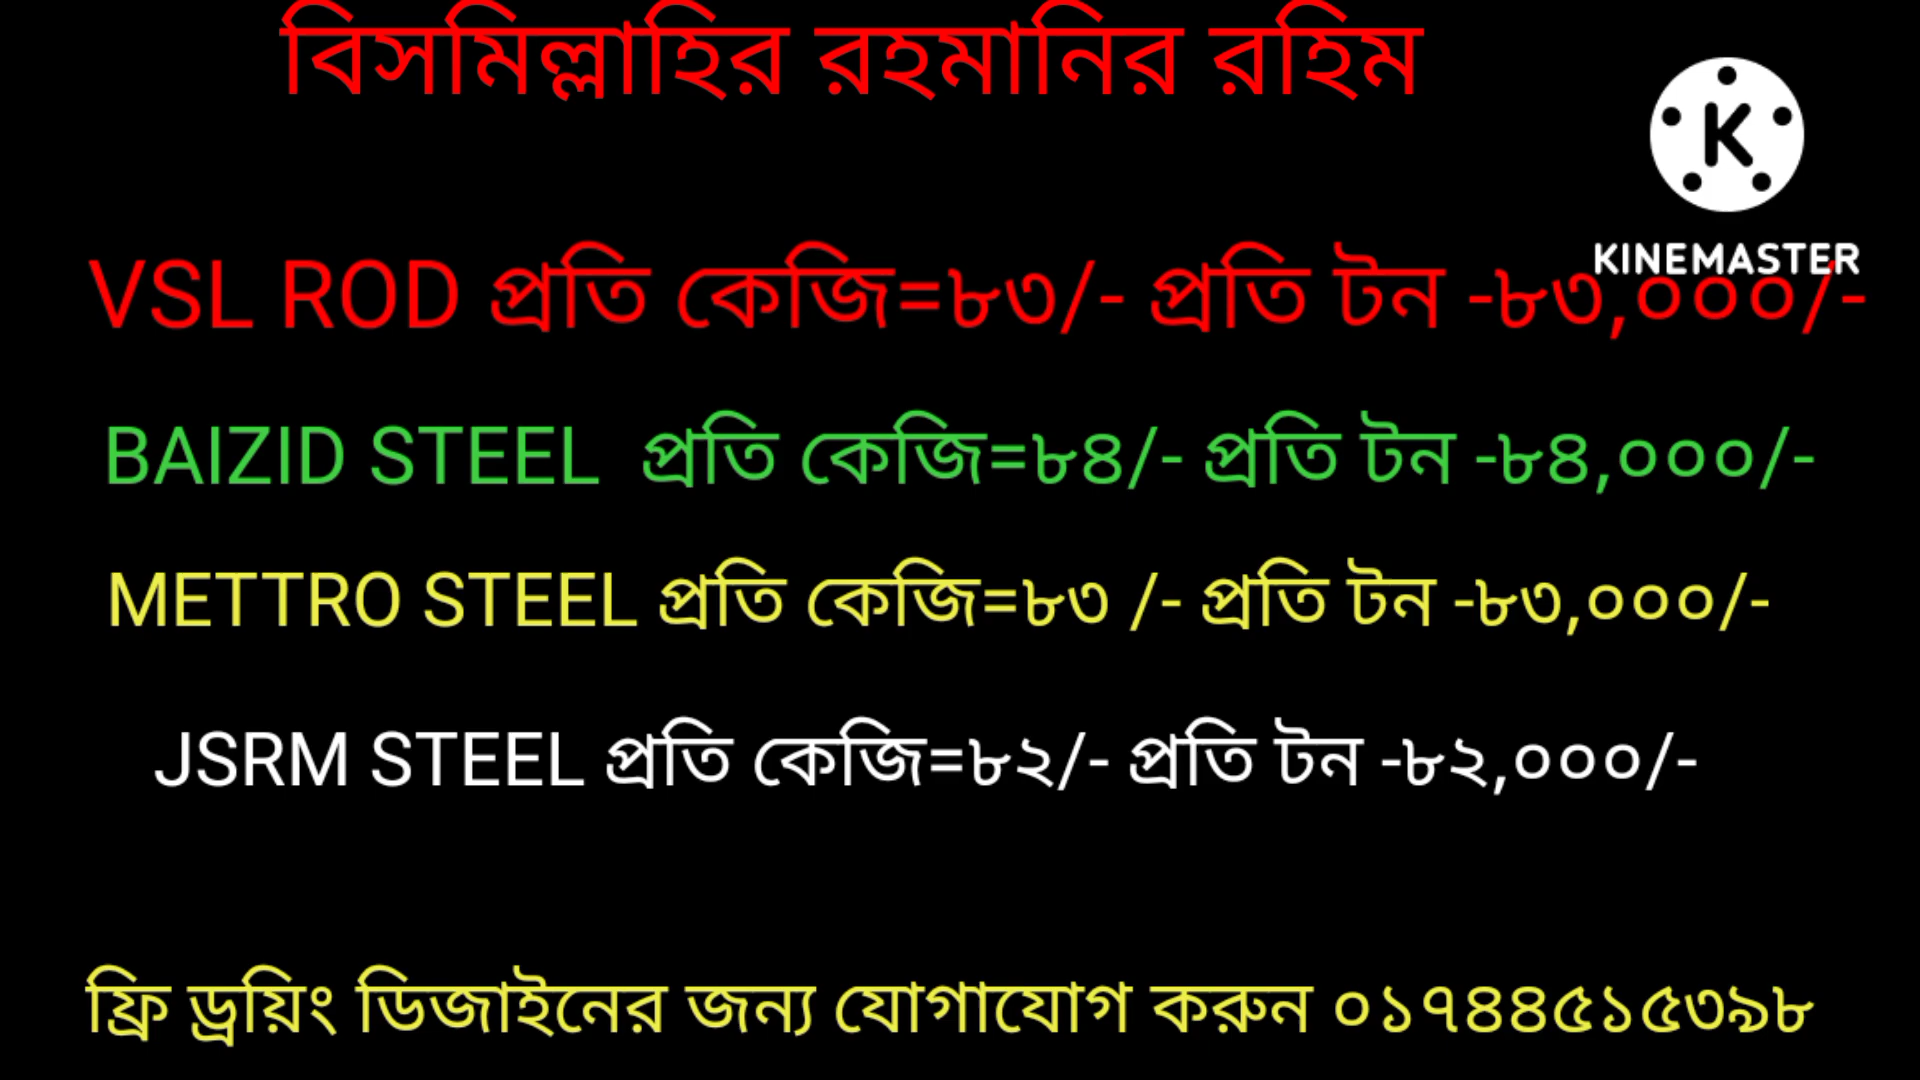 বিসমিল্লাহির রহমানির রহিম
KINEMASTER
VSL ROD প্রতি কেজি=৮৩/- প্রতি টন -৮৩,০০০/-
BAIZID STEEL প্রতি কেজি=৮৪/- প্রতি টন -৮৪,০০০/-
METTRO STEEL প্রতি কেজি=৮৩ /- প্রতি টন -৮৩,০০০/-
JSRM STEEL প্রতি কেজি=৮২/- প্রতি টন -৮২,০০০/-
ফ্রি ড্রয়িং ডিজাইনের জন্য যোগাযোগ করুন ০১৭৪৪৫১৫৩৯৮